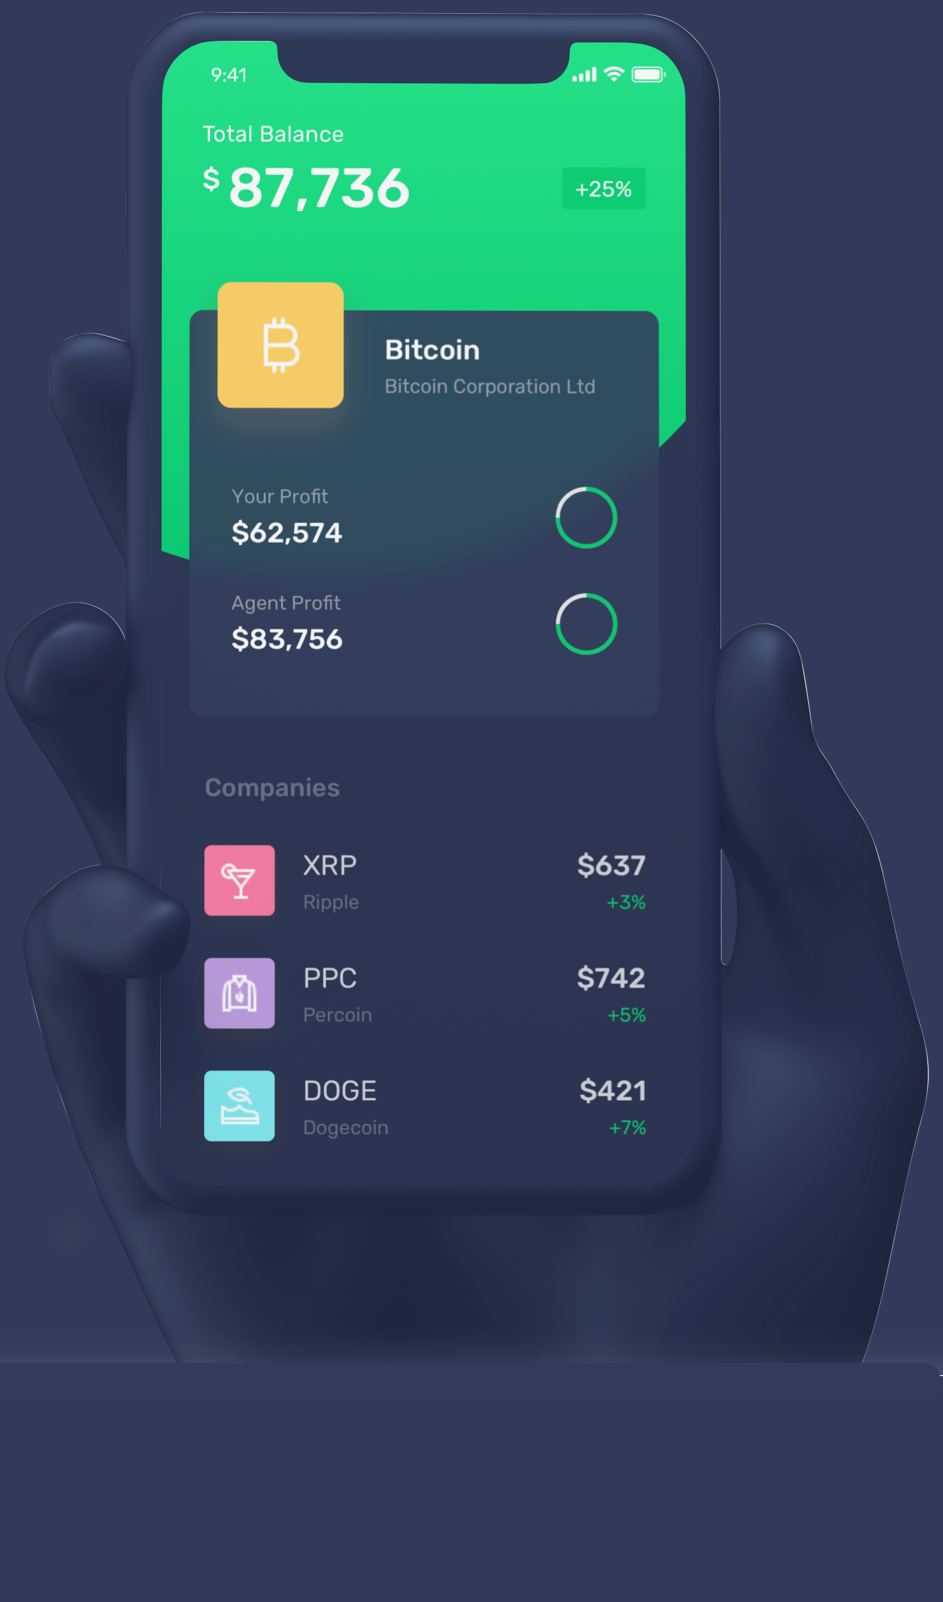 9:41
Total Balance
$ 87,736
+25%
Bitcoin
Bitcoin Corporation Ltd
Your Profit
$62,574
Agent Profit
$83,756
Companies
XRP
$637
Ripple
+3%
PPC
$742
Percoin
+5%
DOGE
$421
Dogecoin
+7%